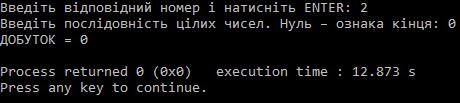 Введіть відповідний номер і натисніть ENTER: 2
Введіть послідовність цілих чисел. Нуль – ознака кінця: 0
ДОБУТОК = 0
Process returned 0 (0x0)   execution time : 12.873 s
Press any key to continue.